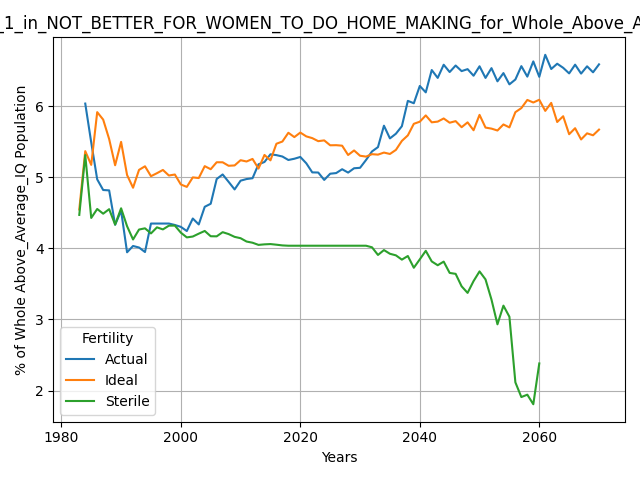 _1_in_NOT_BETTER_FOR_WOMEN_TO_DO_HOME_MAKING_for_Whole_Above_A
% of Whole Above_Average_IQ Population
6
5
4
3
2
Fertility
Actual
Ideal
Sterile
1980 2000 2020 2040 2060
Years